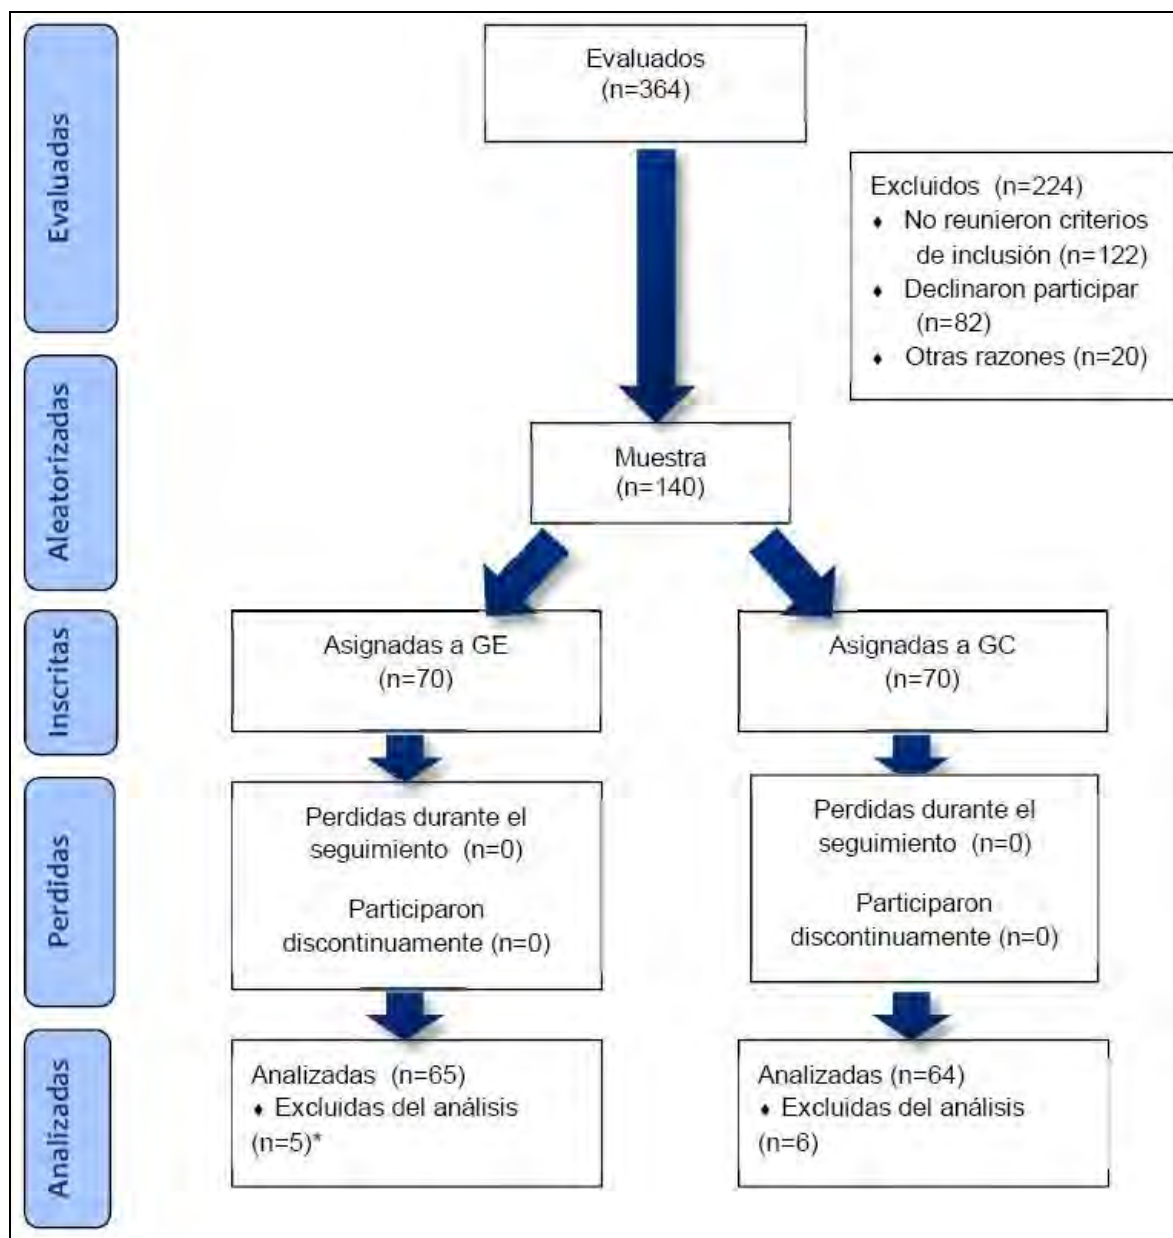 Evaluadas
Evaluados
(n=364)
Excluidos (n=224)
♦ No reunieron criterios
de inclusión (n=122)
♦ Declinaron participar
(n=82)
♦ Otras razones (n=20)
Aleatorizadas
Muestra
(n=140)
Inscritas
Asignadas a GE
(n=70)
Asignadas a GC
(n=70)
Perdidas
Perdidas durante el
seguimiento (n=0)
Participaron
discontinuamente (n=0)
Perdidas durante el
seguimiento (n=0)
Participaron
discontinuamente (n=0)
Analizadas
Analizadas (n=65)
♦ Excluidas del análisis
(n=5)*
Analizadas (n=64)
♦ Excluidas del análisis
(n=6)